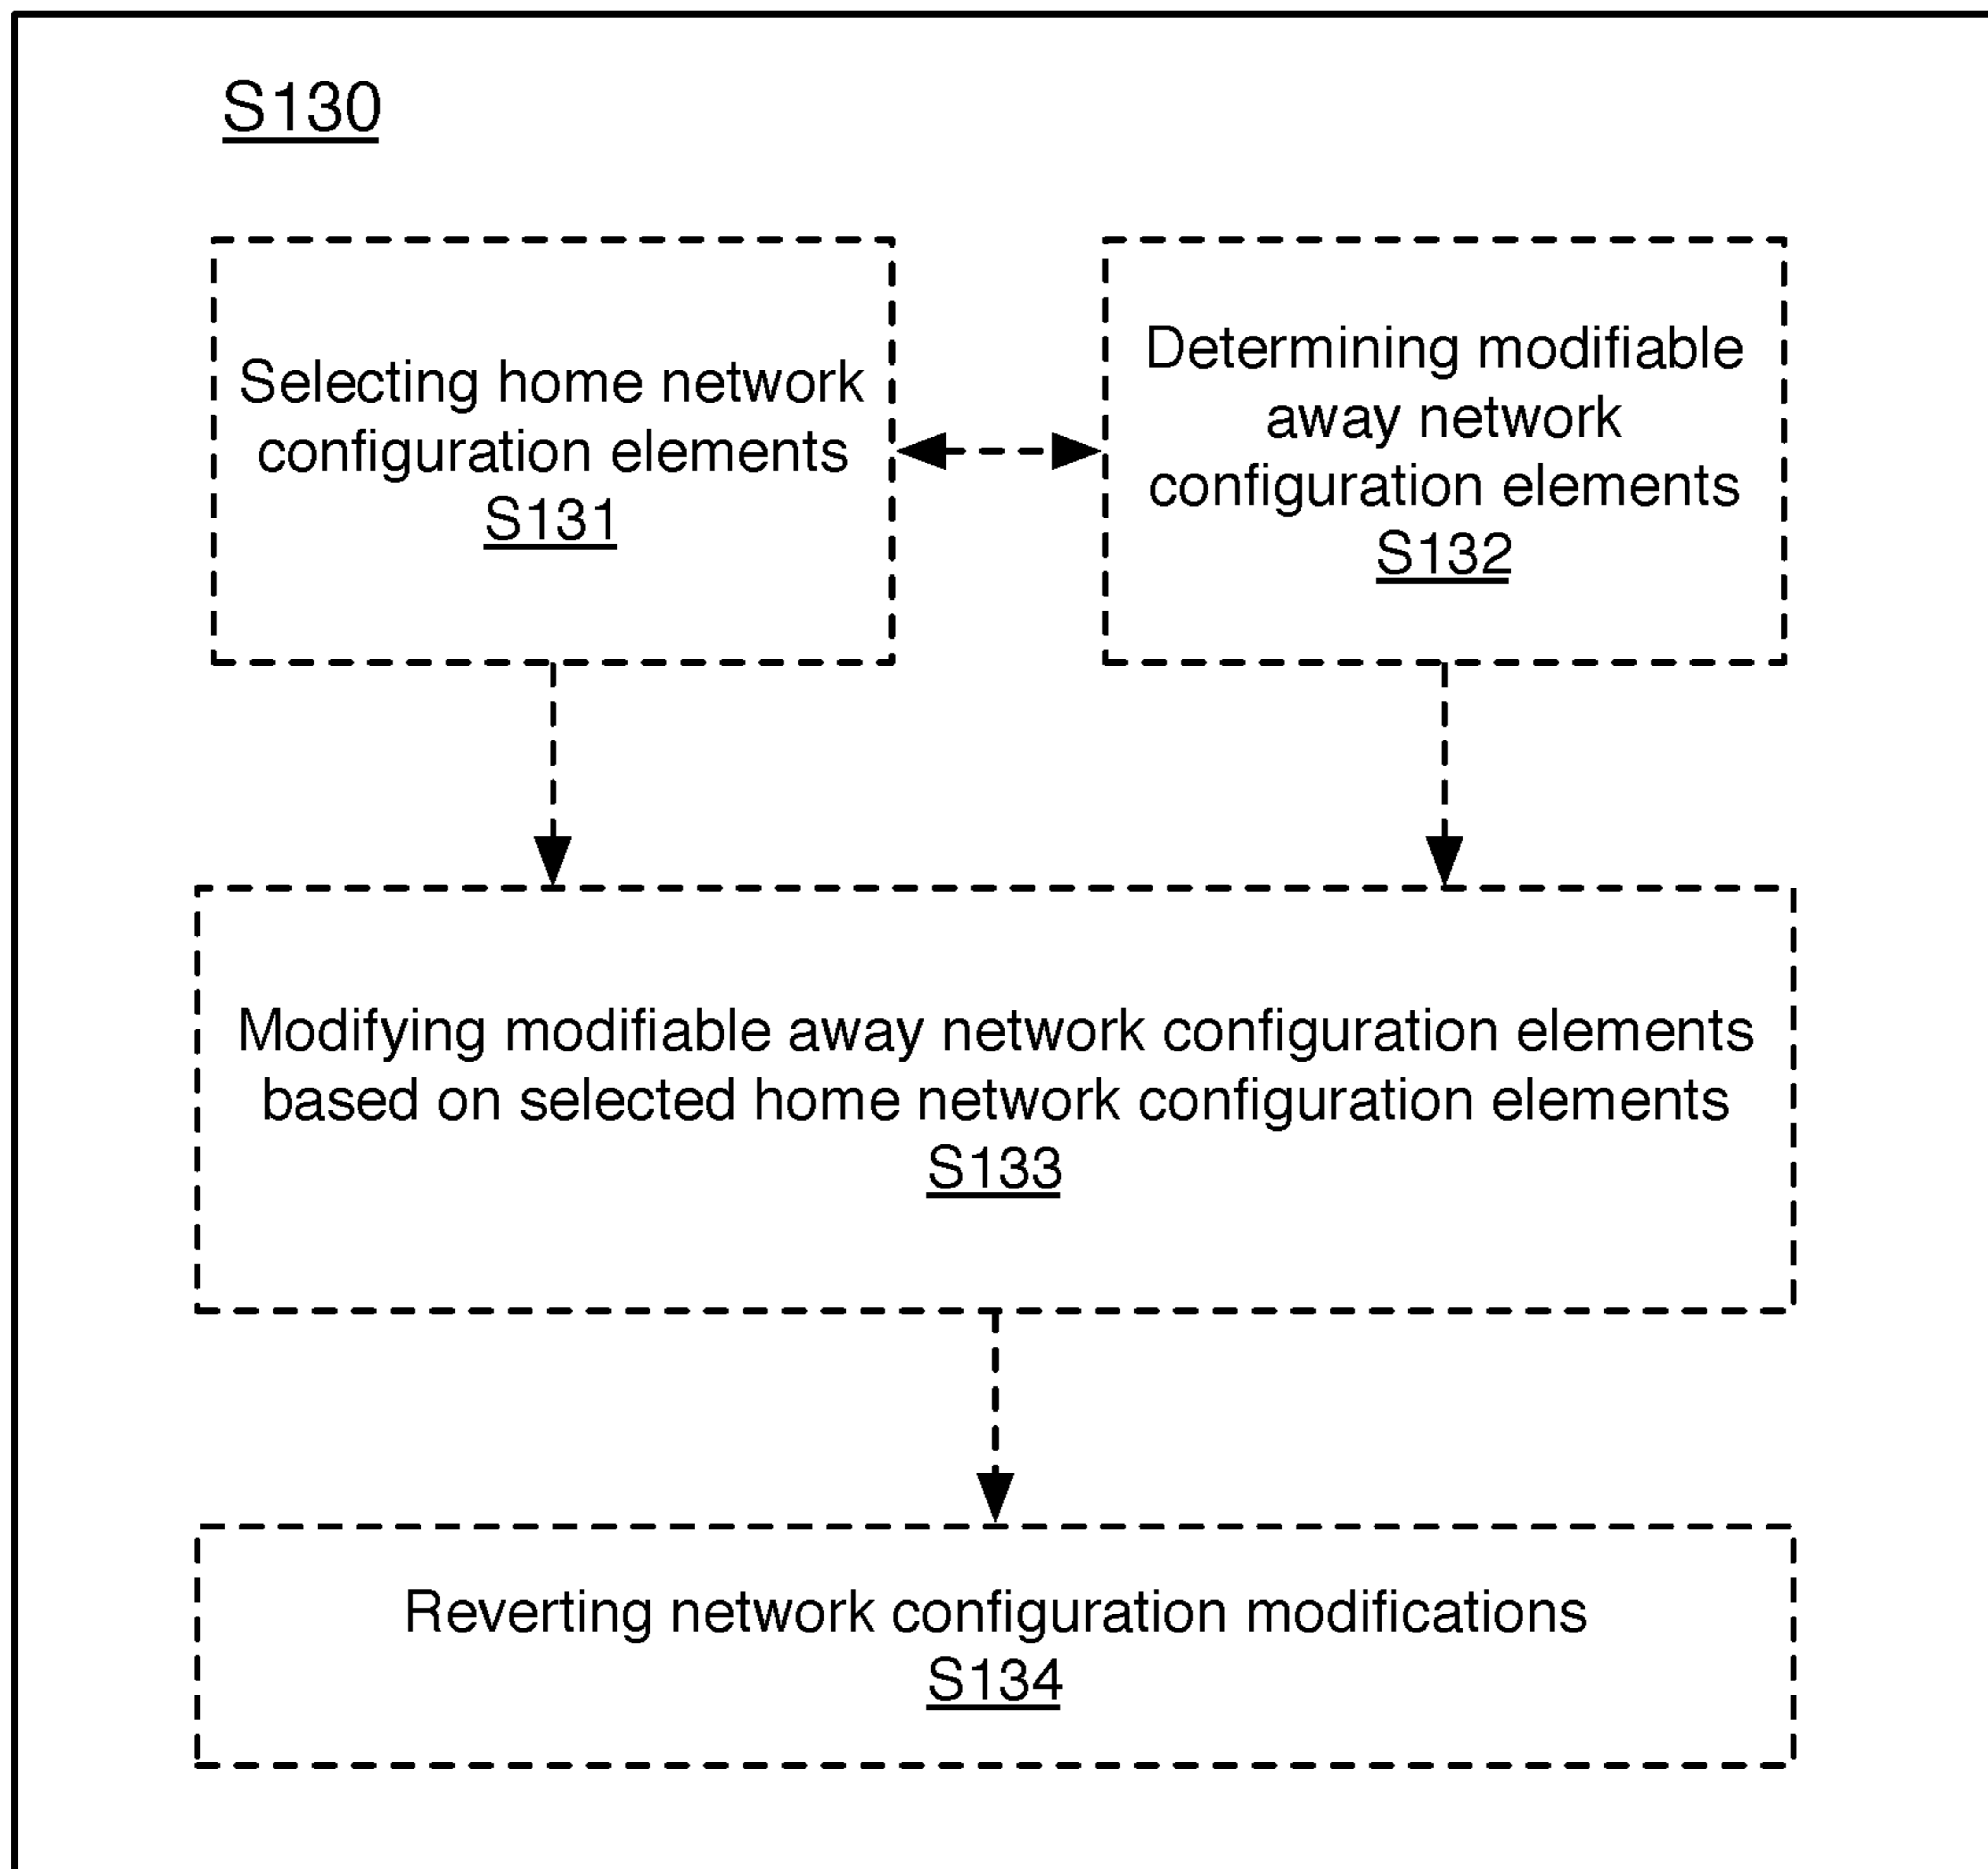 S130
Selecting home network
configuration elements
S131
Determining modifiable
away network
configuration elements
S132
Modifying modifiable away network configuration elements
based on selected home network configuration elements
S133
Reverting network configuration modifications
S134